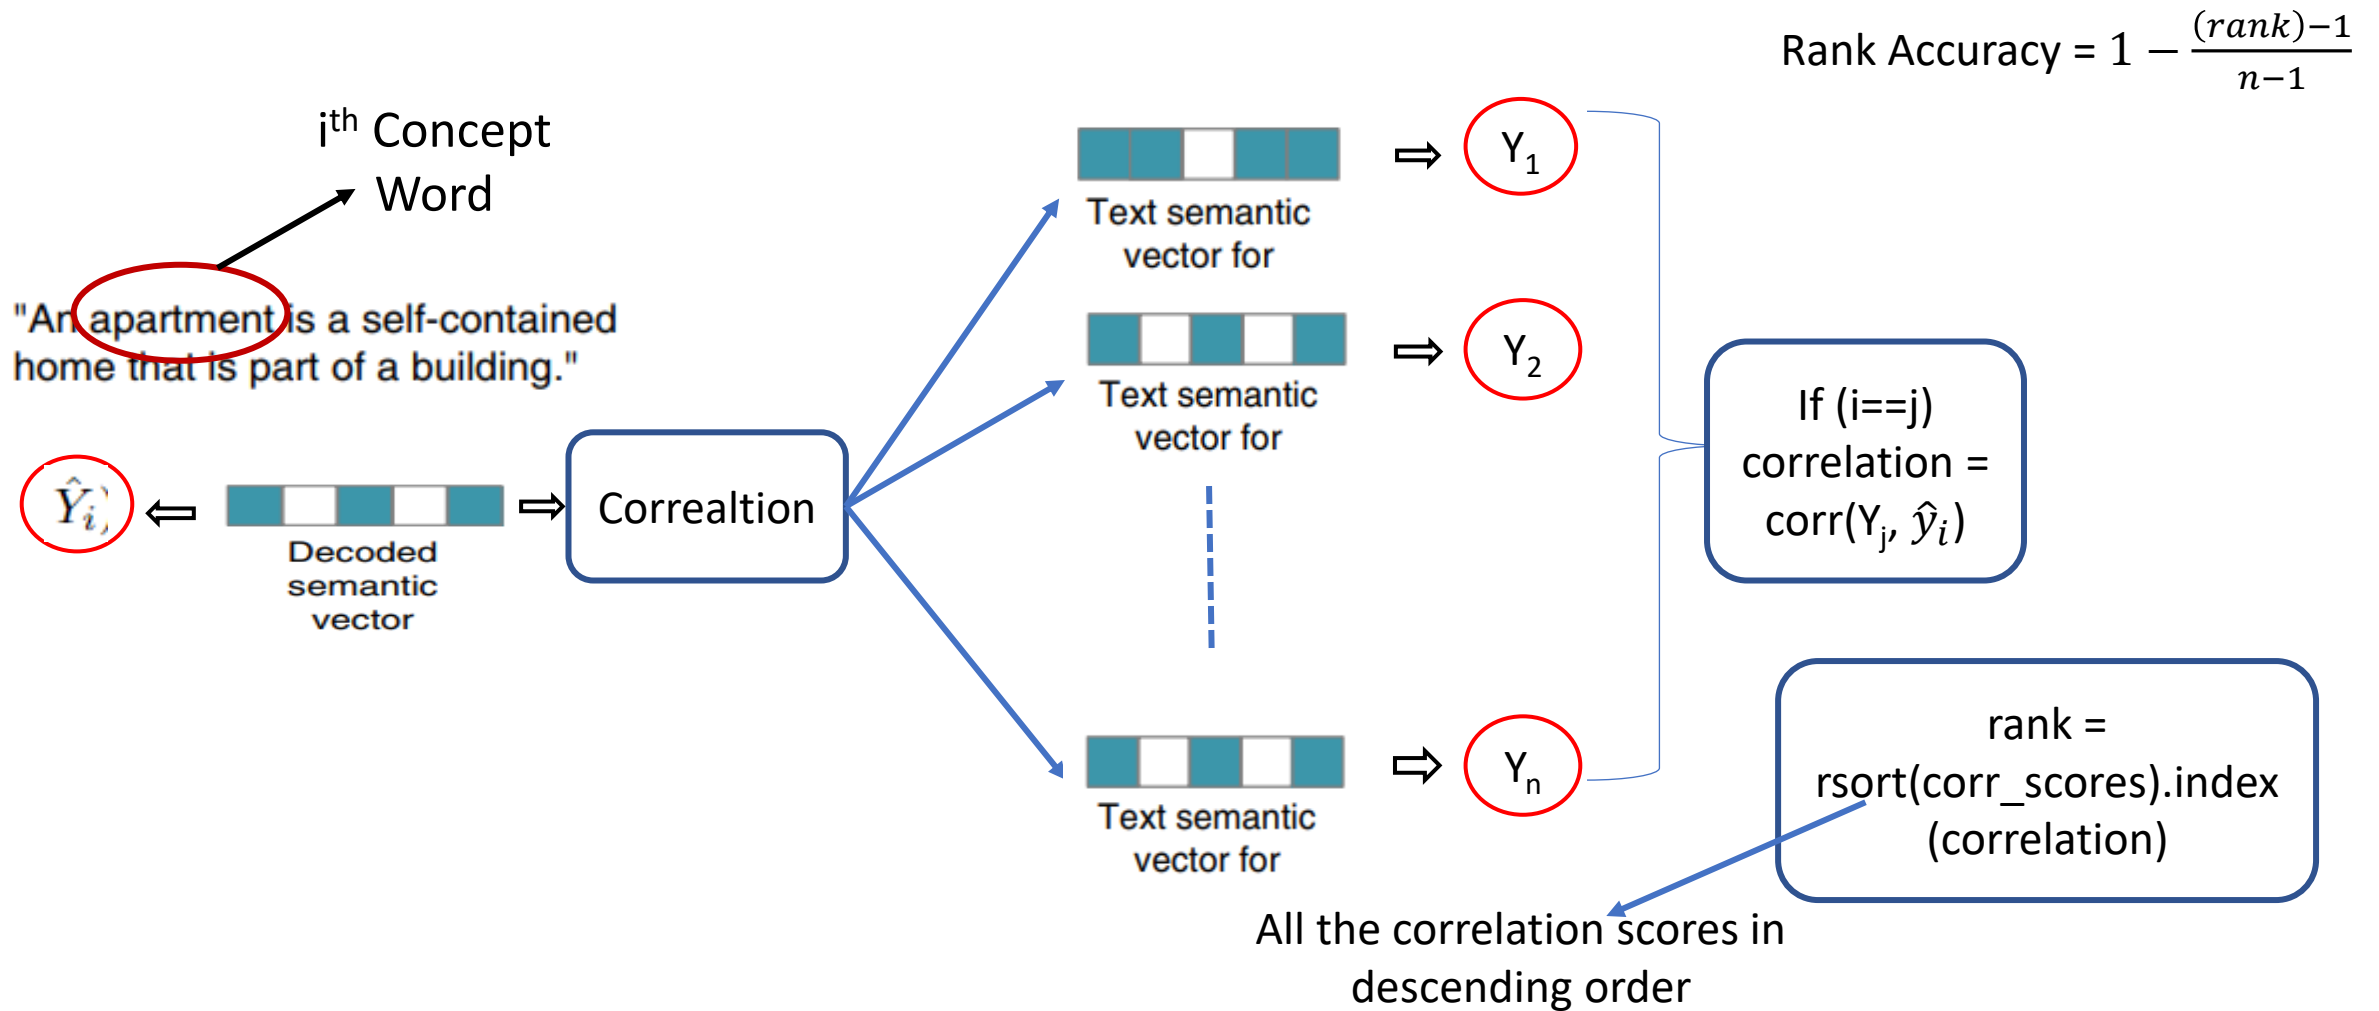 Rank Accuracy = 1 − (rank)−1 / n−1
ith Concept
Word
"An apartment is a self-contained
home that is part of a building."
Ŷi
Decoded
semantic
vector
Correaltion
Text semantic
vector for
Y1
Text semantic
vector for
Y2
Text semantic
vector for
Yn
If (i==j)
correlation =
corr(Yj, ŷi)
rank =
rsort(corr_scores).index
(correlation)
All the correlation scores in
descending order